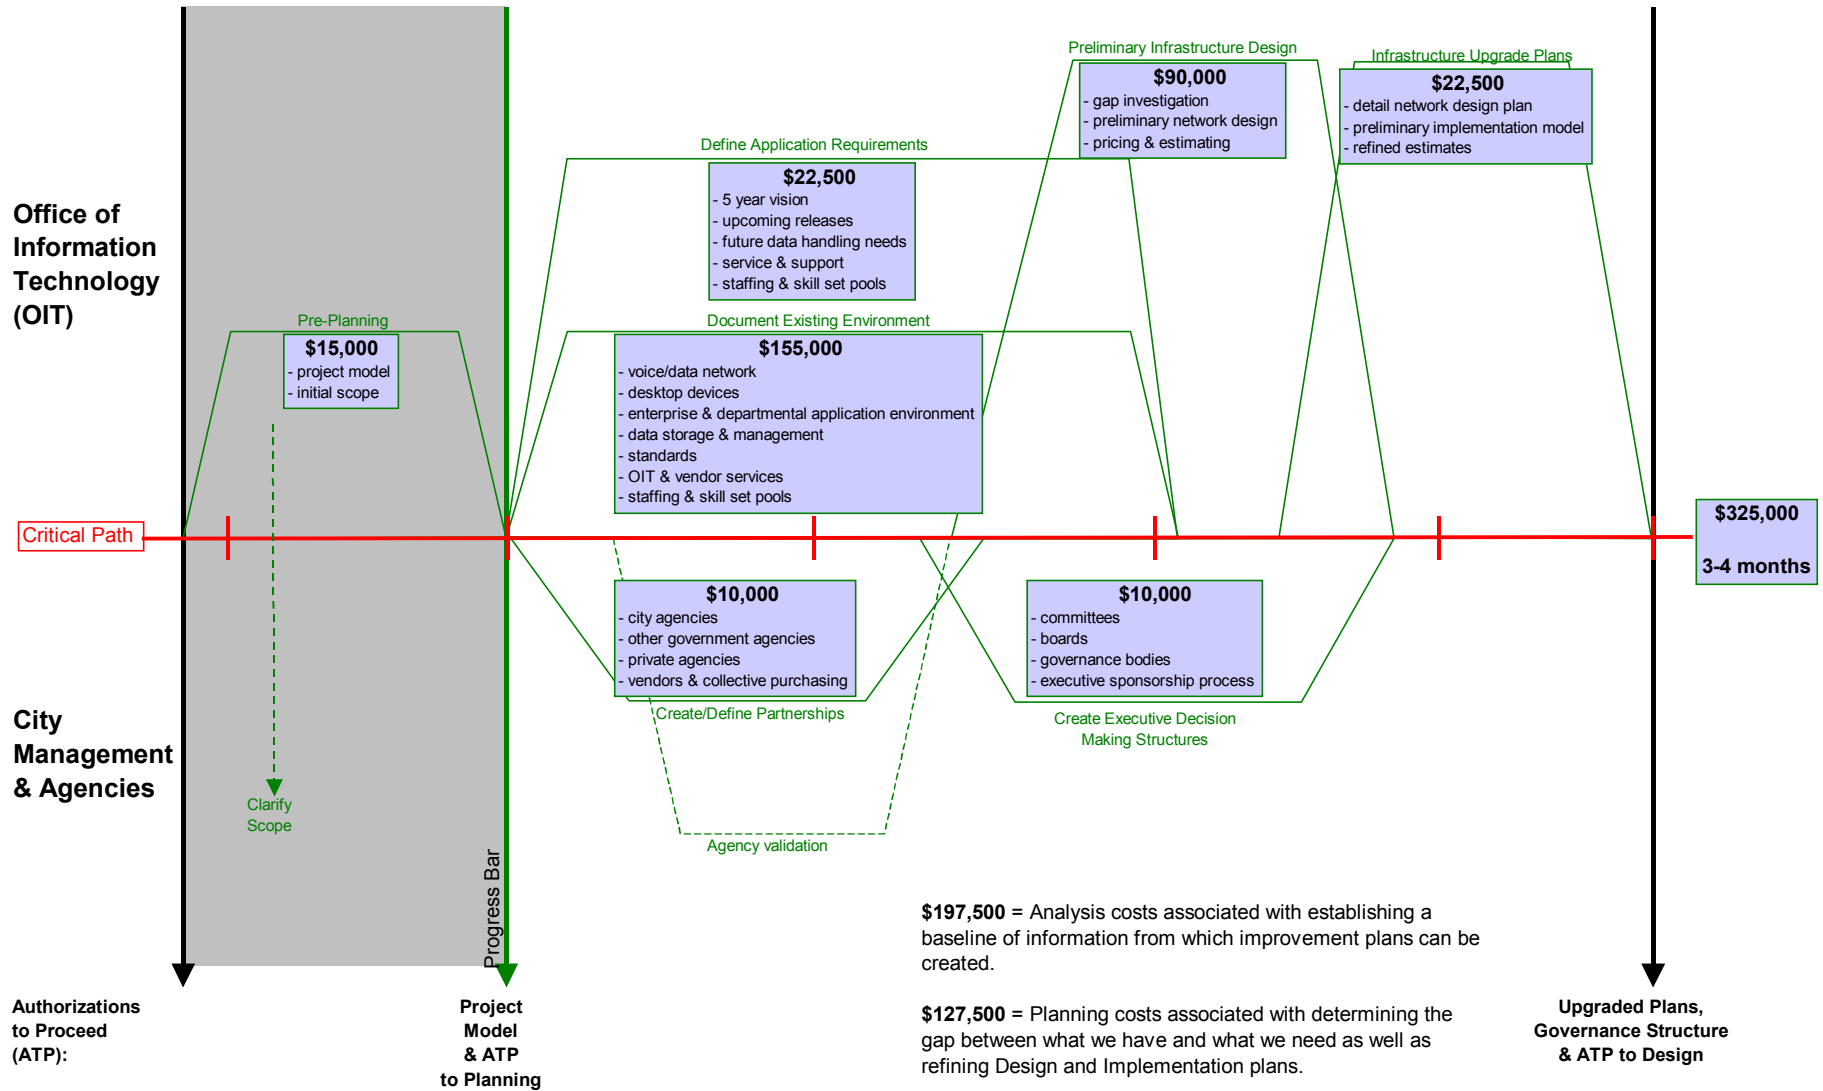 Preliminary Infrastructure Design
$90,000
- gap investigation
- preliminary network design
- pricing & estimating
Infrastructure Upgrade Plans
$22,500
- detail network design plan
- preliminary implementation model
- refined estimates
Define Application Requirements
$22,500
- 5 year vision
- upcoming releases
- future data handling needs
- service & support
- staffing & skill set pools
Office of
Information
Technology
(OIT)
Pre-Planning
$15,000
- project model
- initial scope
Document Existing Environment
$155,000
- voice/data network
- desktop devices
- enterprise & departmental application environment
- data storage & management
- standards
- OIT & vendor services
- staffing & skill set pools
Critical Path
$325,000
3-4 months
$10,000
- city agencies
- other government agencies
- private agencies
- vendors & collective purchasing
Create/Define Partnerships
$10,000
- committees
- boards
- governance bodies
- executive sponsorship process
Create Executive Decision
Making Structures
City
Management
& Agencies
Clarify
Scope
Agency validation
Progress Bar
$197,500 = Analysis costs associated with establishing a
baseline of information from which improvement plans can be
created.
$127,500 = Planning costs associated with determining the
gap between what we have and what we need as well as
refining Design and Implementation plans.
Authorizations
to Proceed
(ATP):
Project
Model
& ATP
to Planning
Upgraded Plans,
Governance Structure
& ATP to Design